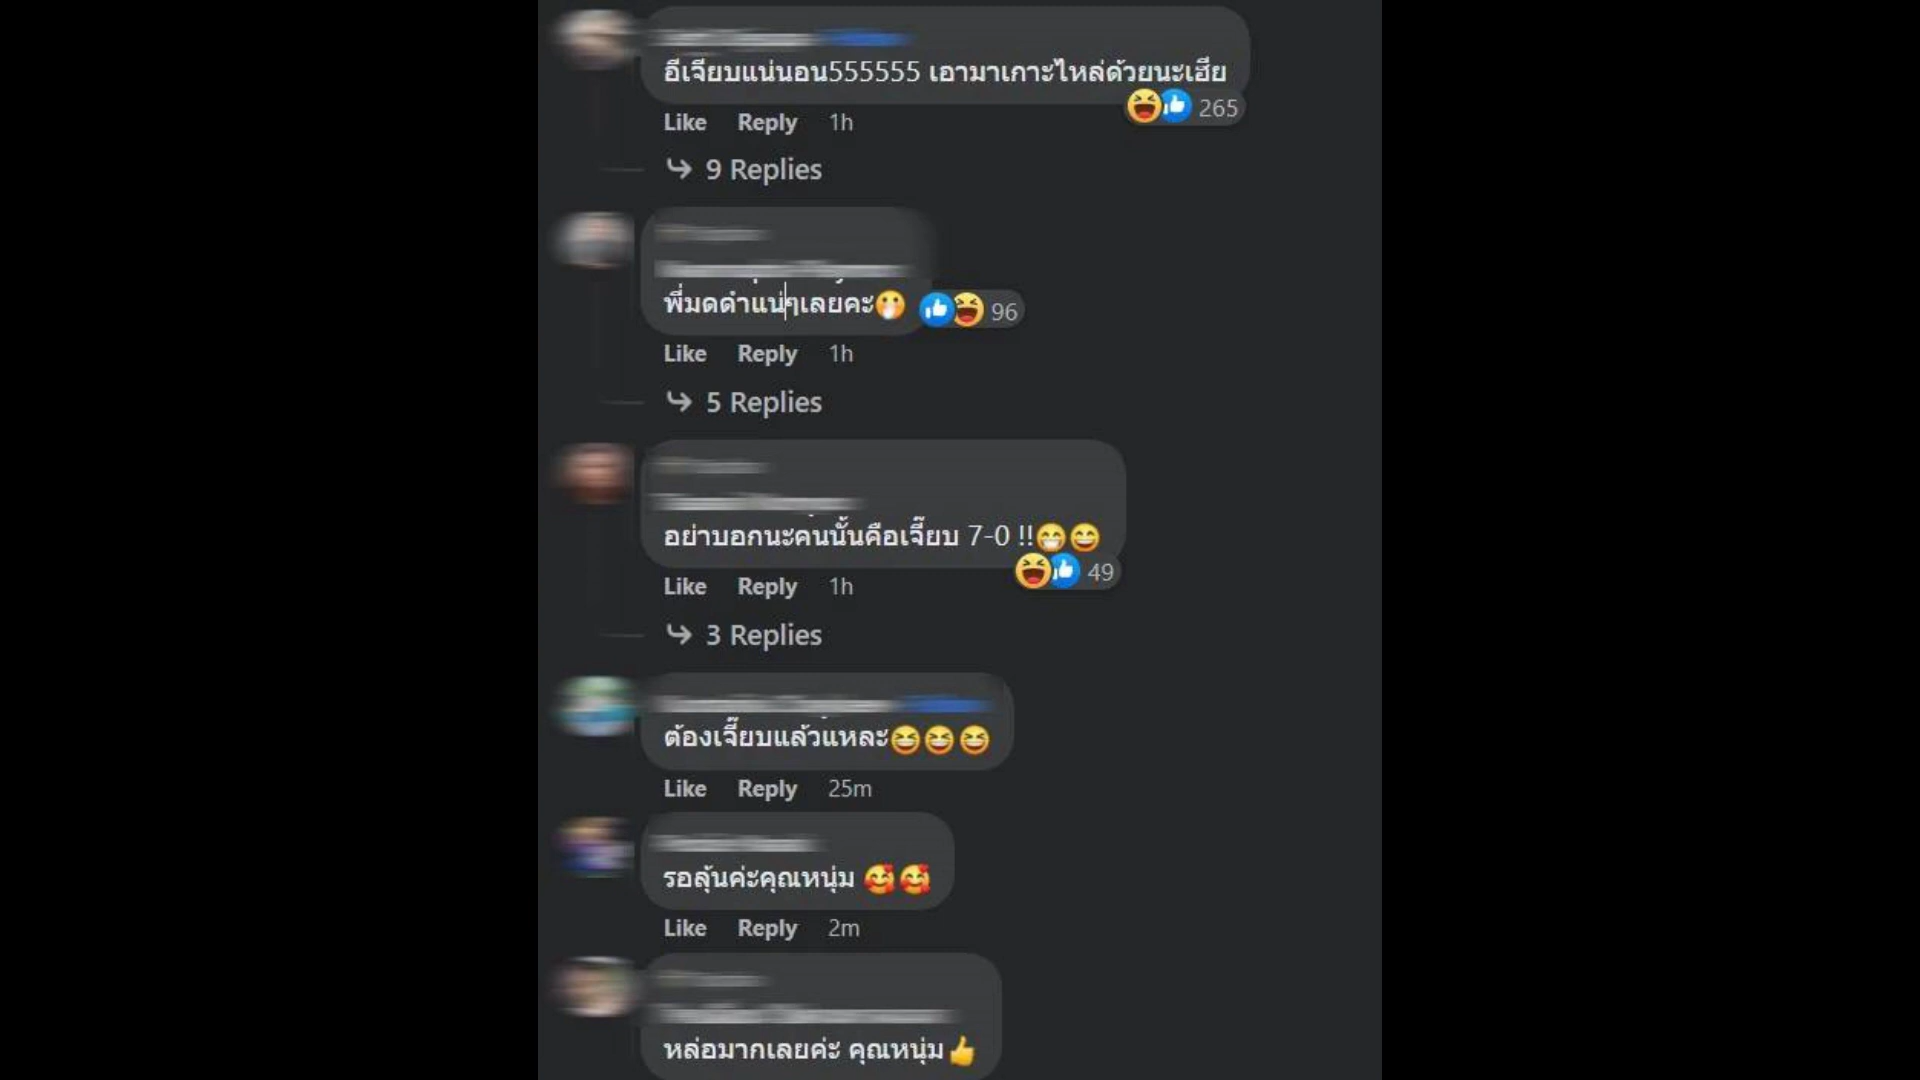 อีเจี๊ยบแน่นอน555555 เอามาเกาะไหล่ด้วยนะเฮีย
265
Like Reply 1h
9 Replies
พี่มดดำแน่ๆเลยคะ🤭
96
Like Reply 1h
5 Replies
อย่าบอกนะคนนั้นคือเจี๊ยบ 7-0 !!😁😄
49
Like Reply 1h
3 Replies
ต้องเจี๊ยบแล้วแหละ😆😆😆
Like Reply 25m
รอลุ้นค่ะคุณหนุ่ม 🥰🥰
Like Reply 2m
หล่อมากเลยค่ะ คุณหนุ่ม👍